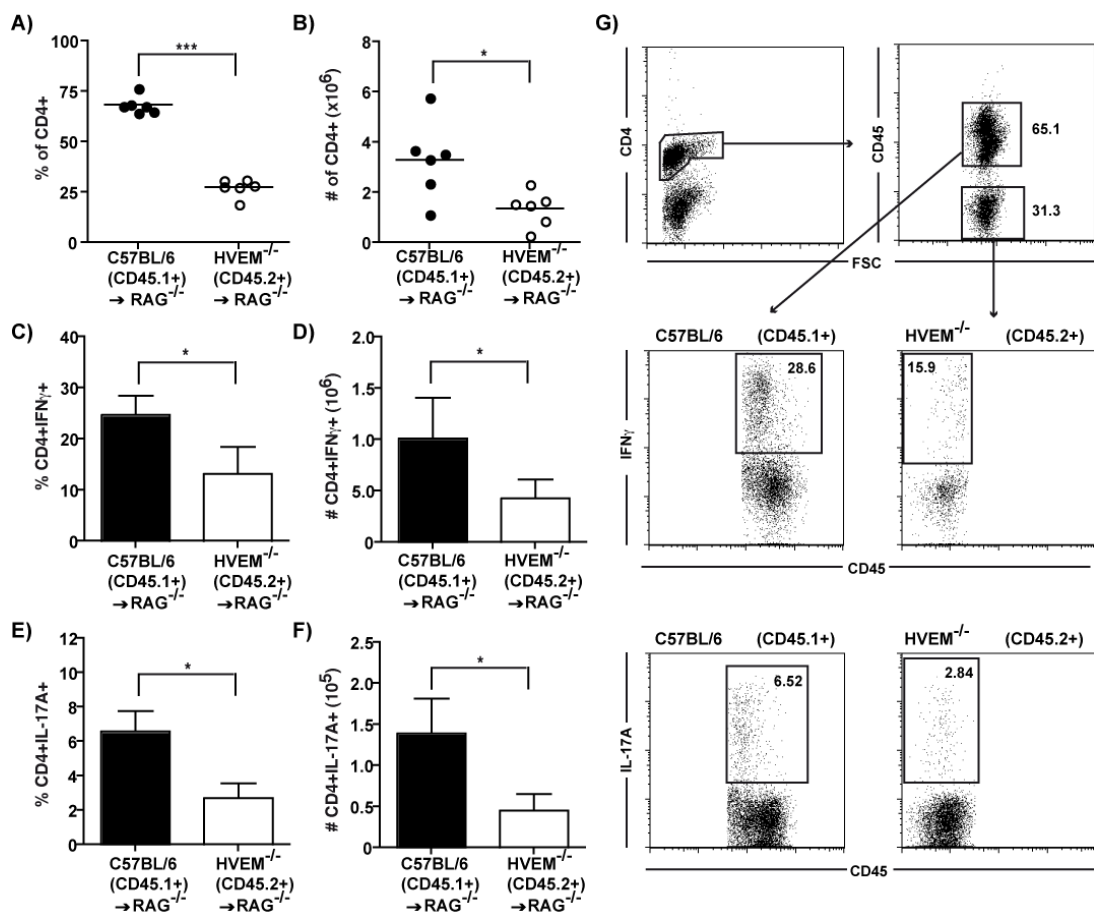 A)
% of CD4+
100
75
50
25
0
***
C57BL/6
(CD45.1+)
→ RAG-/-
HVEM-/-
(CD45.2+)
→ RAG-/-
B)
# of CD4+ (x10^6)
8
6
4
2
0
*
C57BL/6
(CD45.1+)
→ RAG-/-
HVEM-/-
(CD45.2+)
→ RAG-/-
C)
% CD4+IFNγ+
40
30
20
10
0
*
C57BL/6
(CD45.1+)
→RAG-/-
HVEM-/-
(CD45.2+)
→RAG-/-
D)
# CD4+IFNγ+ (10^6)
2.0
1.5
1.0
5.0
0
*
C57BL/6
(CD45.1+)
→RAG-/-
HVEM-/-
(CD45.2+)
→RAG-/-
E)
% CD4+IL-17A+
12
10
8
6
4
2
0
*
C57BL/6
(CD45.1+)
→RAG-/-
HVEM-/-
(CD45.2+)
→RAG-/-
F)
# CD4+IL-17A+ (10^5)
2.5
2.0
1.5
1.0
0.5
0
*
C57BL/6
(CD45.1+)
→RAG-/-
HVEM-/-
(CD45.2+)
→RAG-/-
G)
CD4
CD45
65.1
31.3
FSC
C57BL/6 (CD45.1+)
HVEM-/- (CD45.2+)
IFNγ
28.6
15.9
CD45
C57BL/6 (CD45.1+)
HVEM-/- (CD45.2+)
IL-17A
6.52
2.84
CD45